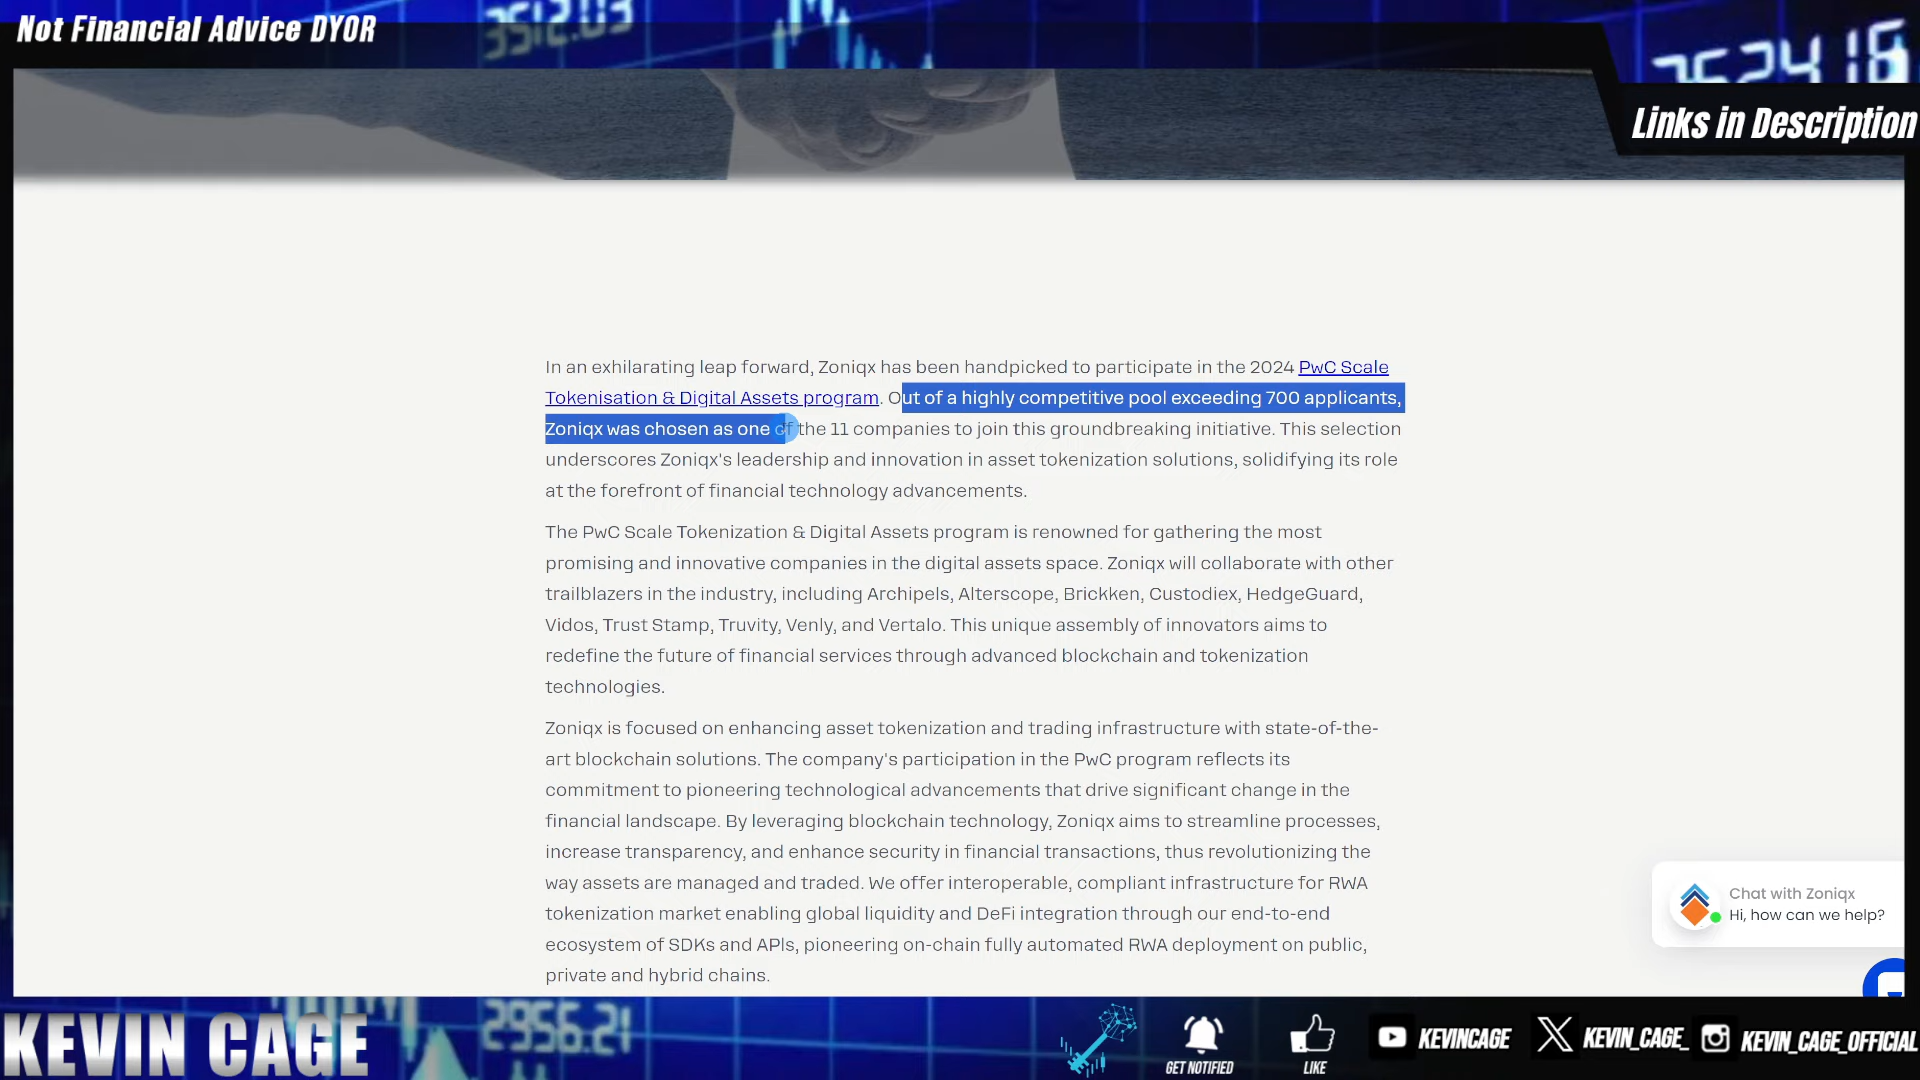 Not Financial Advice DYOR
3512.03
752416
Links in Description
In an exhilarating leap forward, Zoniqx has been handpicked to participate in the 2024 PwC Scale
Tokenisation & Digital Assets program. Out of a highly competitive pool exceeding 700 applicants,
Zoniqx was chosen as one of the 11 companies to join this groundbreaking initiative. This selection
underscores Zoniqx's leadership and innovation in asset tokenization solutions, solidifying its role
at the forefront of financial technology advancements.
The PwC Scale Tokenization & Digital Assets program is renowned for gathering the most
promising and innovative companies in the digital assets space. Zoniqx will collaborate with other
trailblazers in the industry, including Archipels, Alterscope, Brickken, Custodiex, HedgeGuard,
Vidos, Trust Stamp, Truvity, Venly, and Vertalo. This unique assembly of innovators aims to
redefine the future of financial services through advanced blockchain and tokenization
technologies.
Zoniqx is focused on enhancing asset tokenization and trading infrastructure with state-of-the-
art blockchain solutions. The company's participation in the PwC program reflects its
commitment to pioneering technological advancements that drive significant change in the
financial landscape. By leveraging blockchain technology, Zoniqx aims to streamline processes,
increase transparency, and enhance security in financial transactions, thus revolutionizing the
way assets are managed and traded. We offer interoperable, compliant infrastructure for RWA
tokenization market enabling global liquidity and DeFi integration through our end-to-end
ecosystem of SDKs and APIs, pioneering on-chain fully automated RWA deployment on public,
private and hybrid chains.
Chat with Zoniqx
Hi, how can we help?
KEVIN CAGE
2956.21
GET NOTIFIED
LIKE
KEVINCAGE
KEVIN_CAGE_
KEVIN_CAGE_OFFICIAL